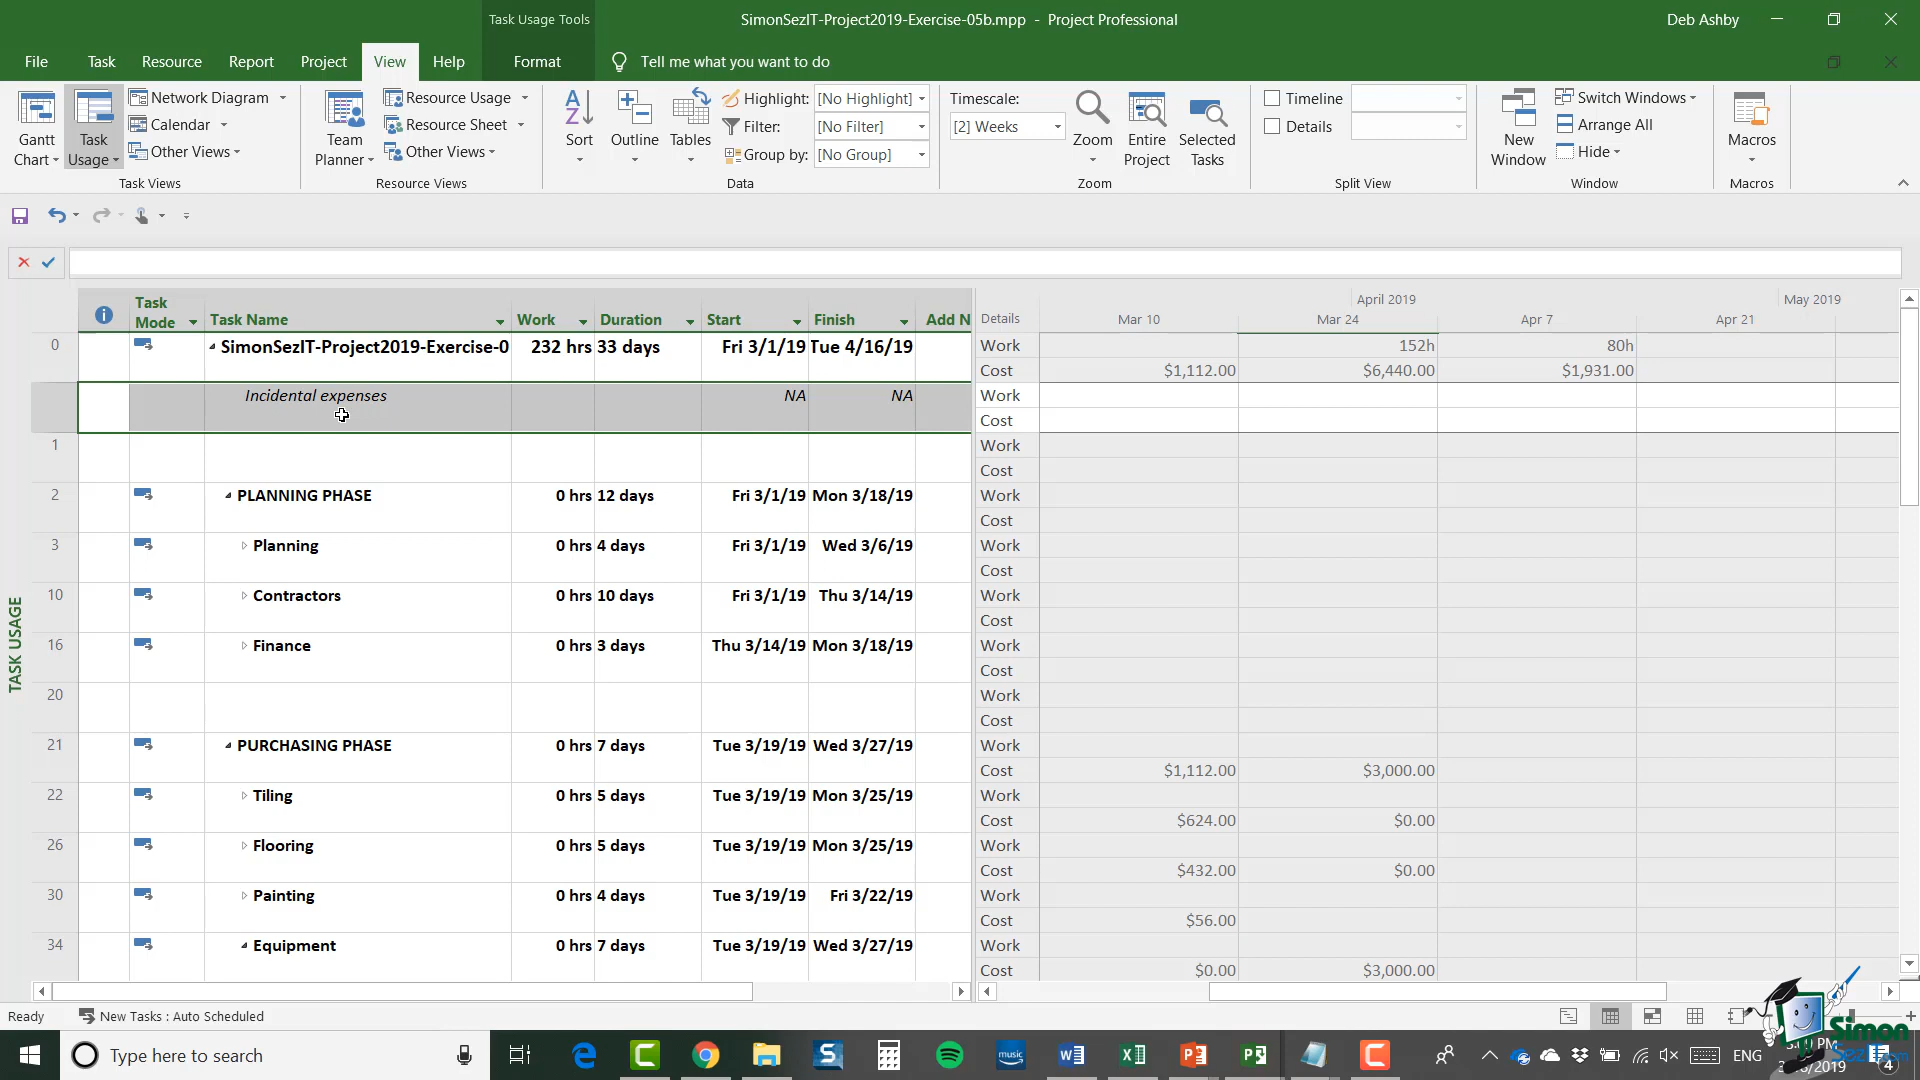 Task Usage Tools
SimonSezIT-Project2019-Exercise-05b.mpp - Project Professional
Deb Ashby
File Task Resource Report Project View Help Format Tell me what you want to do
Gantt Chart
Task Usage
Network Diagram
Calendar
Other Views
Task Views
Team Planner
Resource Usage
Resource Sheet
Other Views
Resource Views
Sort
Outline
Tables
Highlight: [No Highlight]
Filter: [No Filter]
Group by: [No Group]
Data
Timescale:
[2] Weeks
Zoom
Entire Project
Selected Tasks
Zoom
Timeline
Details
Split View
New Window
Switch Windows
Arrange All
Hide
Window
Macros
Macros
TASK USAGE
Task Mode Task Name Work Duration Start Finish Add N
Details April 2019 May 2019
Mar 10 Mar 24 Apr 7 Apr 21
0 SimonSezIT-Project2019-Exercise-0 232 hrs 33 days Fri 3/1/19 Tue 4/16/19 Work 152h 80h
Cost $1,112.00 $6,440.00 $1,931.00
Incidental expenses NA NA Work
Cost
1 Work
Cost
2 PLANNING PHASE 0 hrs 12 days Fri 3/1/19 Mon 3/18/19 Work
Cost
3 Planning 0 hrs 4 days Fri 3/1/19 Wed 3/6/19 Work
Cost
10 Contractors 0 hrs 10 days Fri 3/1/19 Thu 3/14/19 Work
Cost
16 Finance 0 hrs 3 days Thu 3/14/19 Mon 3/18/19 Work
Cost
20 Work
Cost
21 PURCHASING PHASE 0 hrs 7 days Tue 3/19/19 Wed 3/27/19 Work
Cost $1,112.00 $3,000.00
22 Tiling 0 hrs 5 days Tue 3/19/19 Mon 3/25/19 Work
Cost $624.00 $0.00
26 Flooring 0 hrs 5 days Tue 3/19/19 Mon 3/25/19 Work
Cost $432.00 $0.00
30 Painting 0 hrs 4 days Tue 3/19/19 Fri 3/22/19 Work
Cost $56.00
34 Equipment 0 hrs 7 days Tue 3/19/19 Wed 3/27/19 Work
Cost $0.00 $3,000.00
Ready New Tasks : Auto Scheduled
Type here to search
music
ENG
PM
/2019
4
Simon
SezIT.com